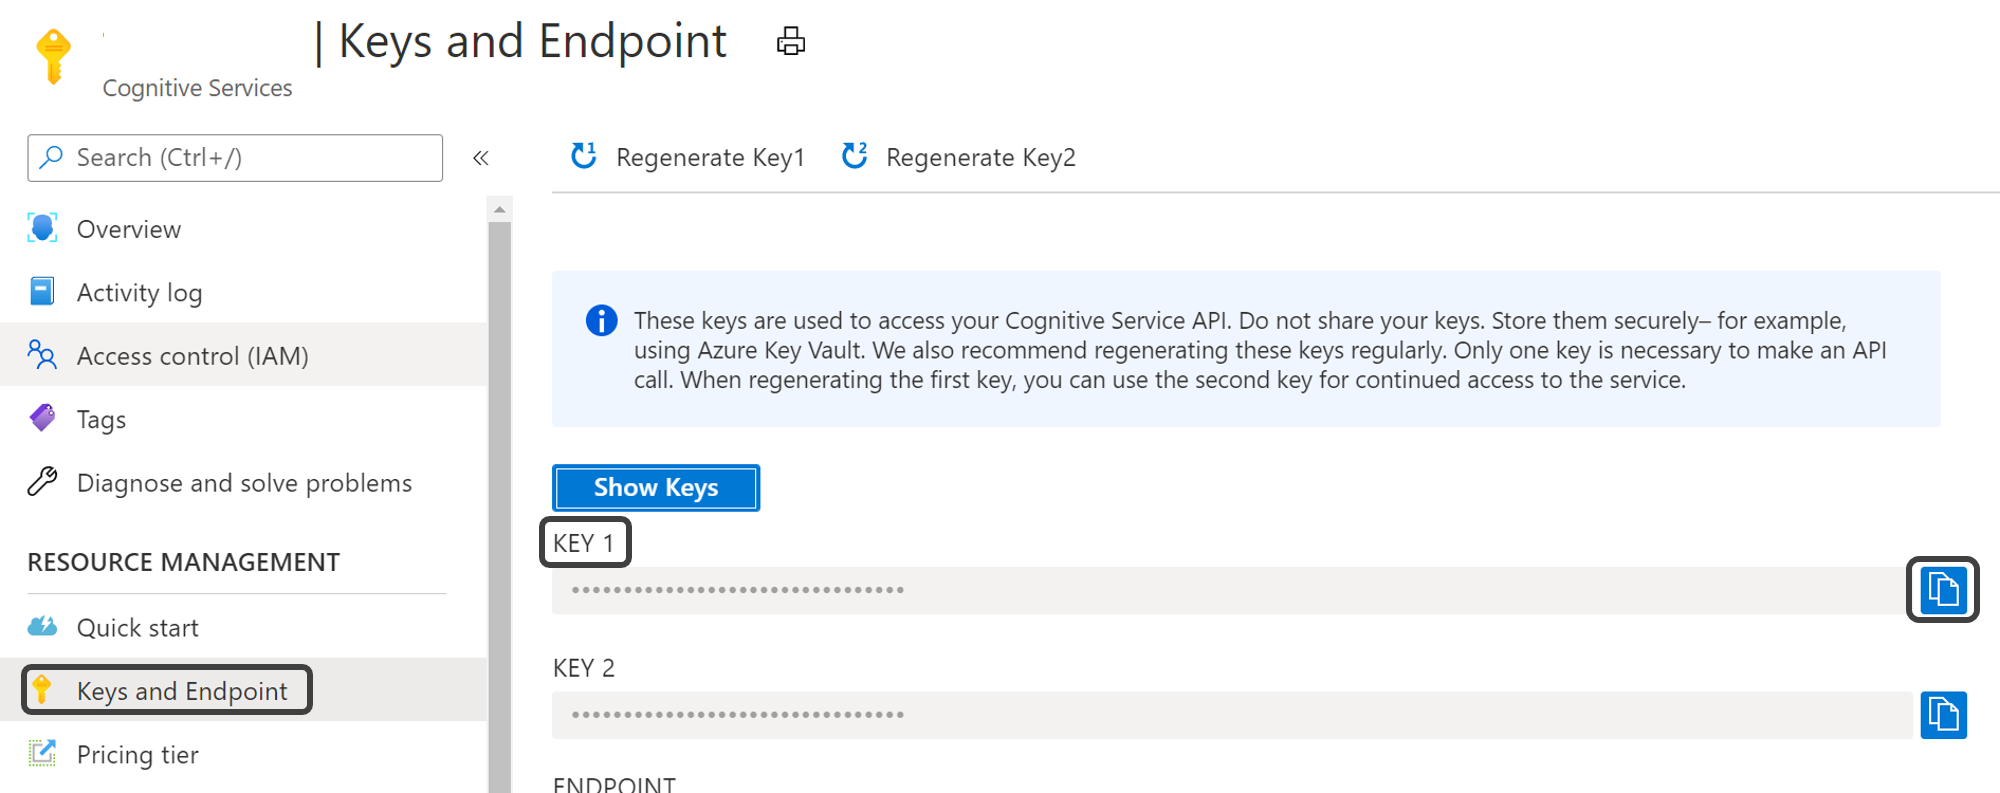 | Keys and Endpoint
Cognitive Services
Search (Ctrl+/)
«
Overview
Activity log
Access control (IAM)
Tags
Diagnose and solve problems
RESOURCE MANAGEMENT
Quick start
Keys and Endpoint
Pricing tier
1 Regenerate Key1
2 Regenerate Key2
These keys are used to access your Cognitive Service API. Do not share your keys. Store them securely– for example,
using Azure Key Vault. We also recommend regenerating these keys regularly. Only one key is necessary to make an API
call. When regenerating the first key, you can use the second key for continued access to the service.
Show Keys
KEY 1
••••••••••••••••••••••••••••••••
KEY 2
••••••••••••••••••••••••••••••••
ENDPOINT